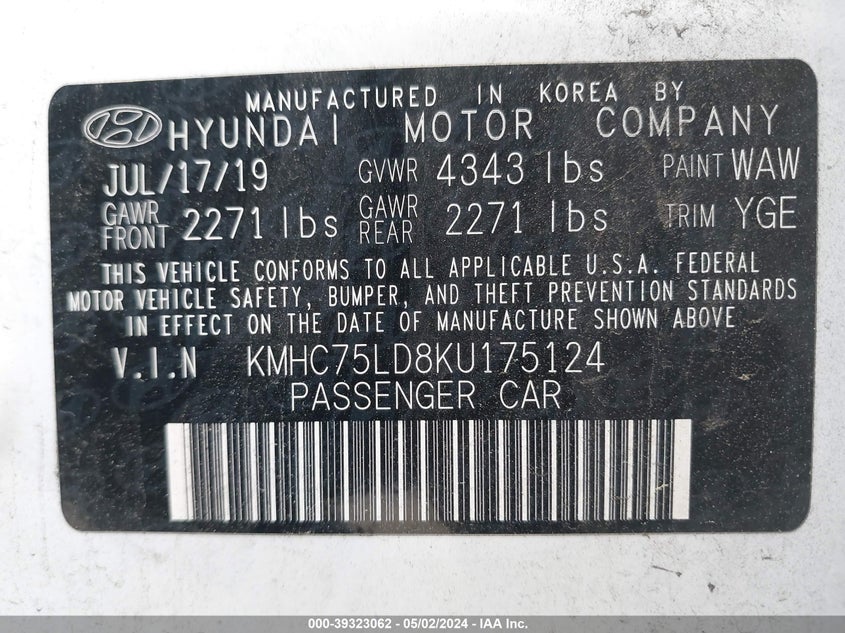 MANUFACTURED IN KOREA BY
HYUNDAI MOTOR COMPANY
JUL/17/19 GVWR 4343 lbs PAINT WAW
GAWR FRONT 2271 lbs GAWR REAR 2271 lbs TRIM YGE
THIS VEHICLE CONFORMS TO ALL APPLICABLE U.S.A. FEDERAL
MOTOR VEHICLE SAFETY, BUMPER, AND THEFT PREVENTION STANDARDS
IN EFFECT ON THE DATE OF MANUFACTURE SHOWN ABOVE
V.I.N KMHC75LD8KU175124
PASSENGER CAR
000-39323062 - 05/02/2024 - IAA Inc.